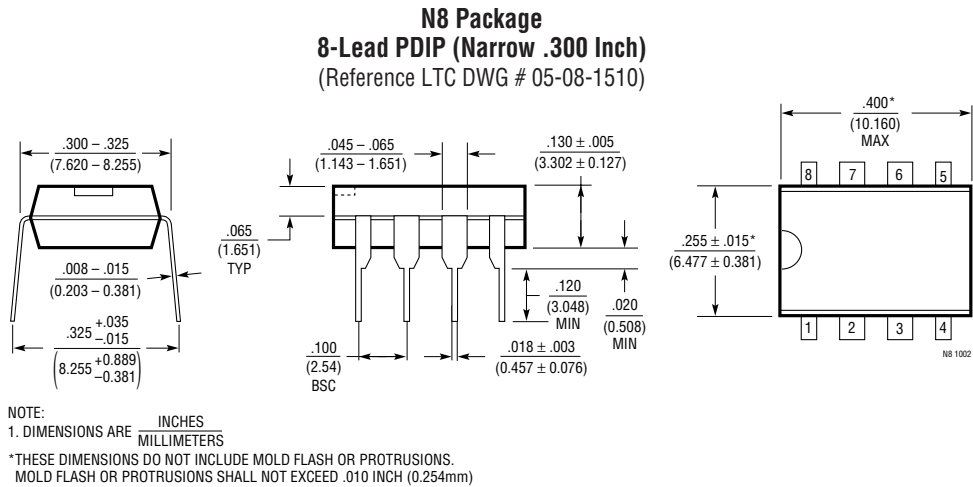 N8 Package
8-Lead PDIP (Narrow .300 Inch)
(Reference LTC DWG # 05-08-1510)
.300 – .325
(7.620 – 8.255)
.008 – .015
(0.203 – 0.381)
.325 +.035 –.015
(8.255 +0.889 –0.381)
.045 – .065
(1.143 – 1.651)
.130 ± .005
(3.302 ± 0.127)
.065
(1.651)
TYP
.100
(2.54)
BSC
.120
(3.048)
MIN
.020
(0.508)
MIN
.018 ± .003
(0.457 ± 0.076)
.400*
(10.160)
MAX
8 7 6 5
.255 ± .015*
(6.477 ± 0.381)
1 2 3 4
N8 1002
NOTE:
1. DIMENSIONS ARE INCHES
MILLIMETERS
*THESE DIMENSIONS DO NOT INCLUDE MOLD FLASH OR PROTRUSIONS.
MOLD FLASH OR PROTRUSIONS SHALL NOT EXCEED .010 INCH (0.254mm)